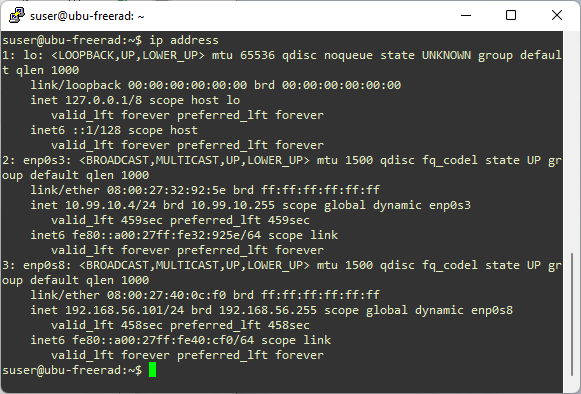 suser@ubu-freerad: ~
suser@ubu-freerad:~$ ip address
1: lo: <LOOPBACK,UP,LOWER_UP> mtu 65536 qdisc noqueue state UNKNOWN group defaul
t qlen 1000
    link/loopback 00:00:00:00:00:00 brd 00:00:00:00:00:00
    inet 127.0.0.1/8 scope host lo
       valid_lft forever preferred_lft forever
    inet6 ::1/128 scope host
       valid_lft forever preferred_lft forever
2: enp0s3: <BROADCAST,MULTICAST,UP,LOWER_UP> mtu 1500 qdisc fq_codel state UP gr
oup default qlen 1000
    link/ether 08:00:27:32:92:5e brd ff:ff:ff:ff:ff:ff
    inet 10.99.10.4/24 brd 10.99.10.255 scope global dynamic enp0s3
       valid_lft 459sec preferred_lft 459sec
    inet6 fe80::a00:27ff:fe32:925e/64 scope link
       valid_lft forever preferred_lft forever
3: enp0s8: <BROADCAST,MULTICAST,UP,LOWER_UP> mtu 1500 qdisc fq_codel state UP gr
oup default qlen 1000
    link/ether 08:00:27:40:0c:f0 brd ff:ff:ff:ff:ff:ff
    inet 192.168.56.101/24 brd 192.168.56.255 scope global dynamic enp0s8
       valid_lft 458sec preferred_lft 458sec
    inet6 fe80::a00:27ff:fe40:cf0/64 scope link
       valid_lft forever preferred_lft forever
suser@ubu-freerad:~$